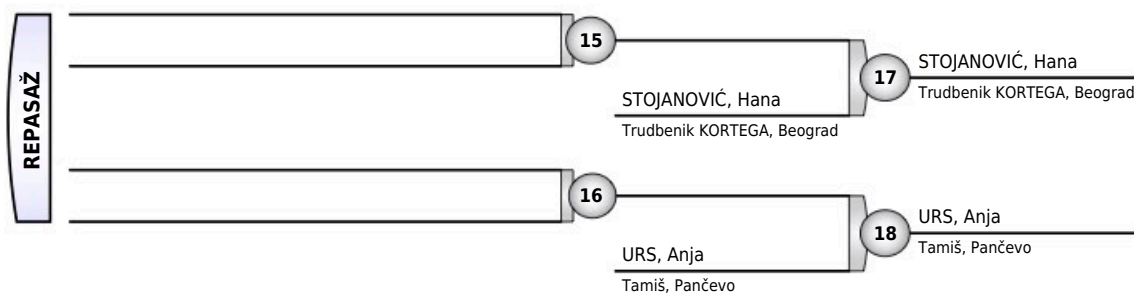 REPASAŽ
15
STOJANOVIĆ, Hana
Trudbenik KORTEGA, Beograd
17
STOJANOVIĆ, Hana
Trudbenik KORTEGA, Beograd
16
URS, Anja
Tamiš, Pančevo
18
URS, Anja
Tamiš, Pančevo